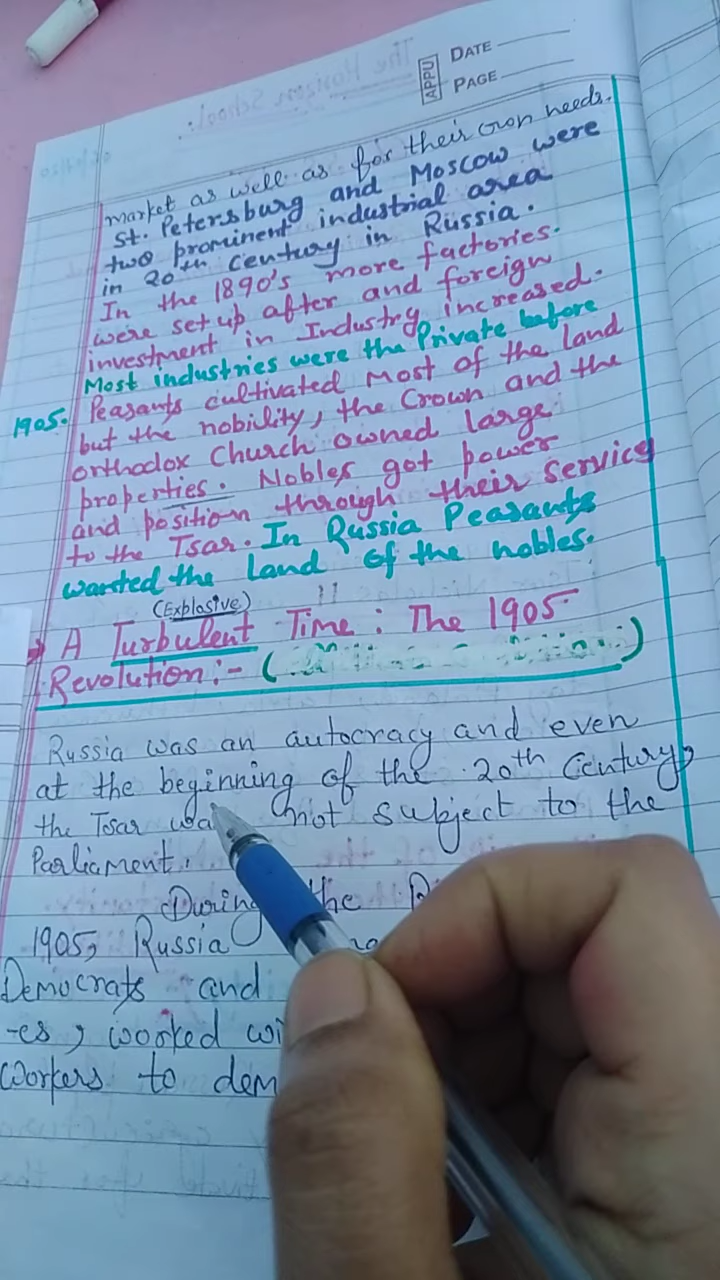 APPU DATE
PAGE
market as well as for their own needs.
St. Petersburg and Moscow were
two prominent industrial area
in 20th Century in Russia.
In the 1890's more factories.
were set up after and foreign
investment in Industry increased.
Most industries were the Private before
1905. Peasants cultivated most of the land
but the nobility, the Crown and the
orthodox Church owned large
properties. Nobles got power
and position through their service
to the Tsar. In Russia Peasants
wanted the Land of the nobles.
(Explosive)
A Turbulent Time: The 1905
Revolution:-
Russia was an autocracy and even
at the beginning of the 20th Century,
the Tsar was not subject to the
Parliament.
During the
1905, Russia
Democrats and
-es, worked
workers to